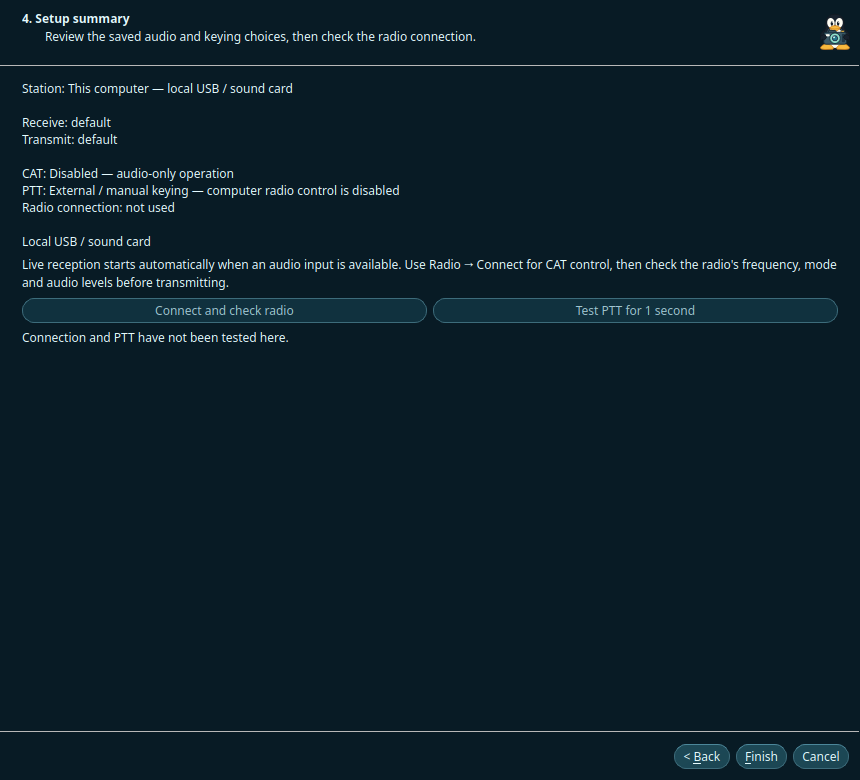 4. Setup summary
Review the saved audio and keying choices, then check the radio connection.
Station: This computer — local USB / sound card
Receive: default
Transmit: default
CAT: Disabled — audio-only operation
PTT: External / manual keying — computer radio control is disabled
Radio connection: not used
Local USB / sound card
Live reception starts automatically when an audio input is available. Use Radio → Connect for CAT control, then check the radio's frequency, mode
and audio levels before transmitting.
Connect and check radio
Test PTT for 1 second
Connection and PTT have not been tested here.
< Back
Finish
Cancel